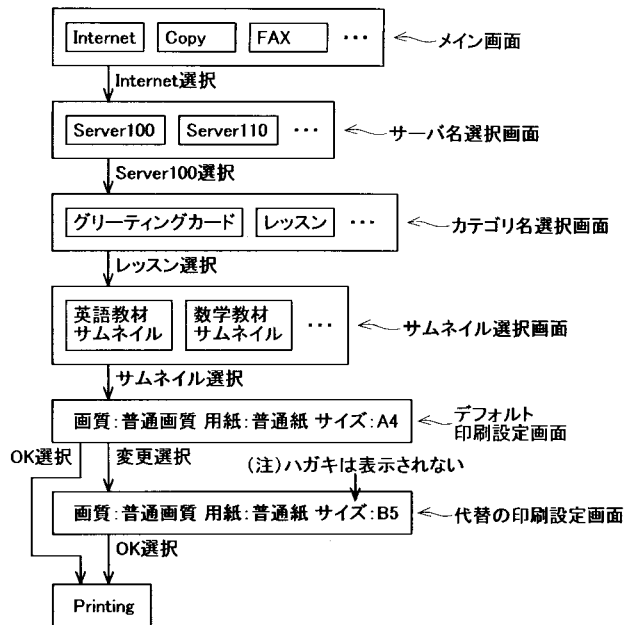 Internet Copy FAX ･･･ メイン画面
Internet選択
Server100 Server110 ･･･ サーバ名選択画面
Server100選択
グリーティングカード レッスン ･･･ カテゴリ名選択画面
レッスン選択
英語教材 数学教材
サムネイル サムネイル ･･･ サムネイル選択画面
サムネイル選択
画質:普通画質 用紙:普通紙 サイズ:A4 デフォルト
印刷設定画面
OK選択 変更選択
(注)ハガキは表示されない
画質:普通画質 用紙:普通紙 サイズ:B5 代替の印刷設定画面
OK選択
Printing